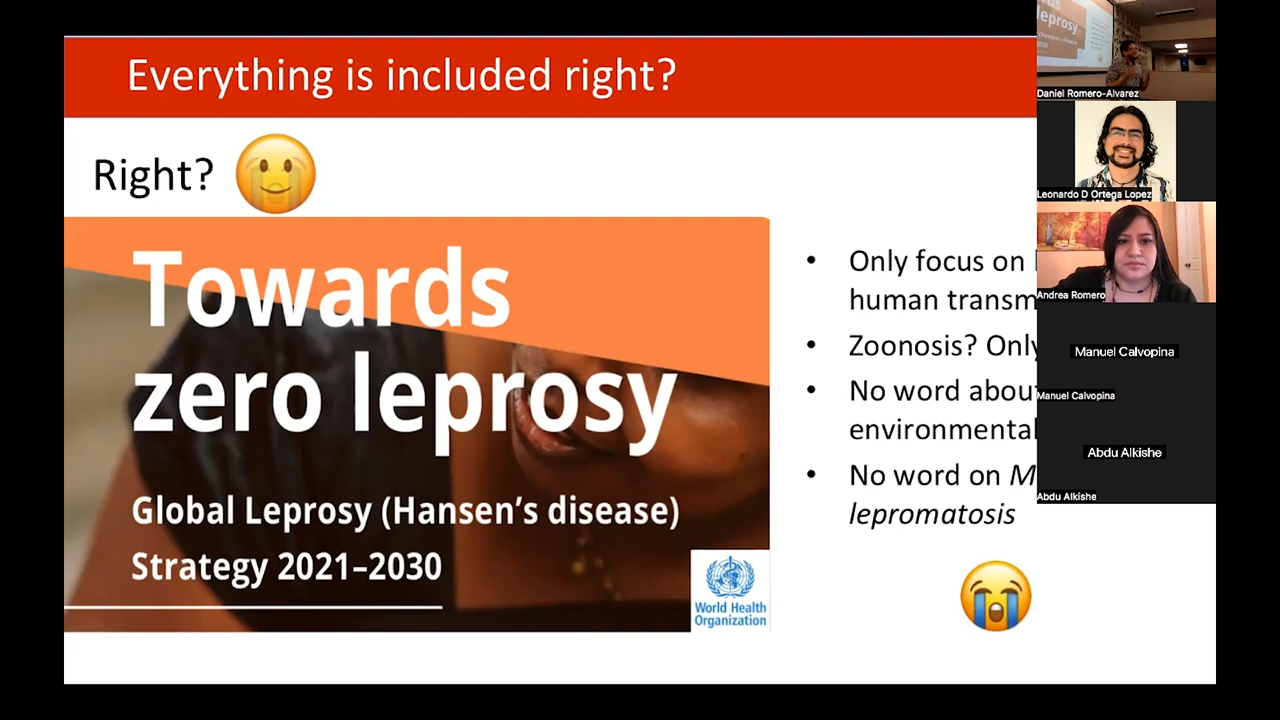 Everything is included right?
Right?
Towards
zero leprosy
Global Leprosy (Hansen's disease)
Strategy 2021–2030
World Health
Organization
• Only focus on
human transm
• Zoonosis? Only
• No word about
environmental
• No word on M
lepromatosis
leprosy
Daniel Romero-Alvarez
Leonardo D Ortega Lopez
Andrea Romero
Manuel Calvopina
Manuel Calvopina
Abdu Alkishe
Abdu Alkishe